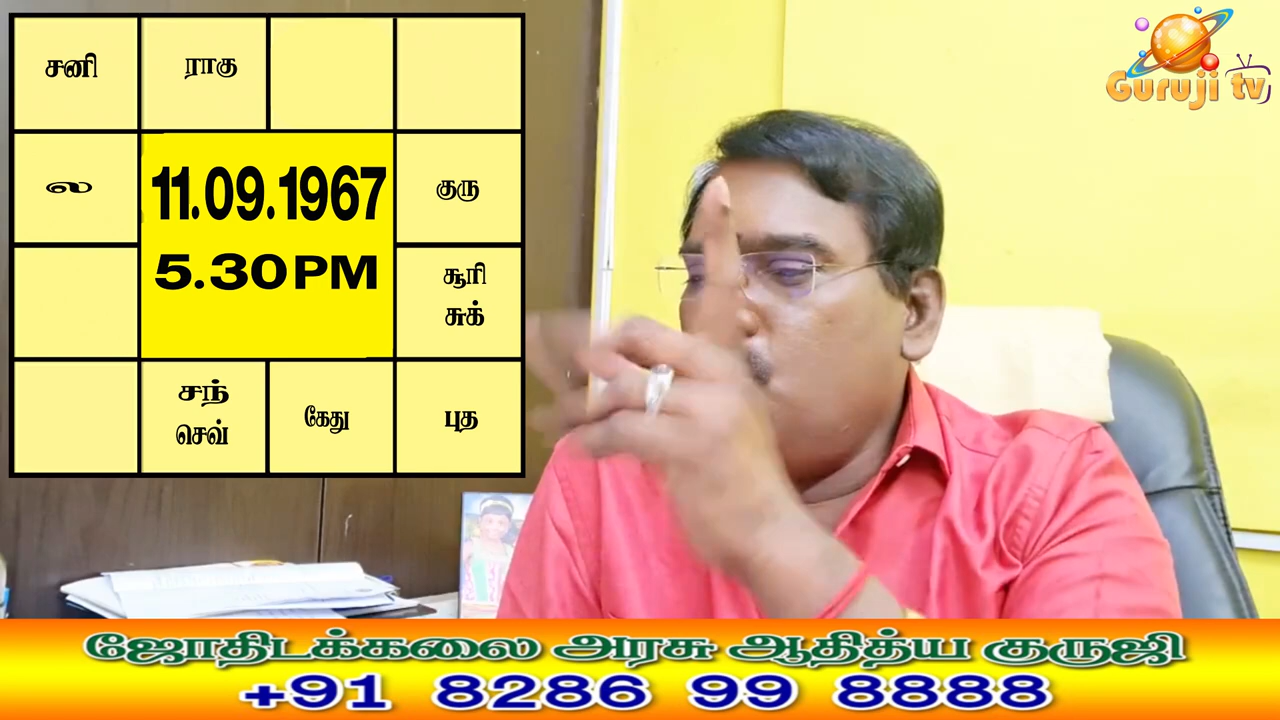 சனி
ராகு
ல
11.09.1967
5.30PM
குரு
சூரி
சுக்
சந்
செவ்
கேது
புத
Guruji tv
ஜோதிடக்கலை அரசு ஆதித்ய குருஜி
+91 8286 99 8888